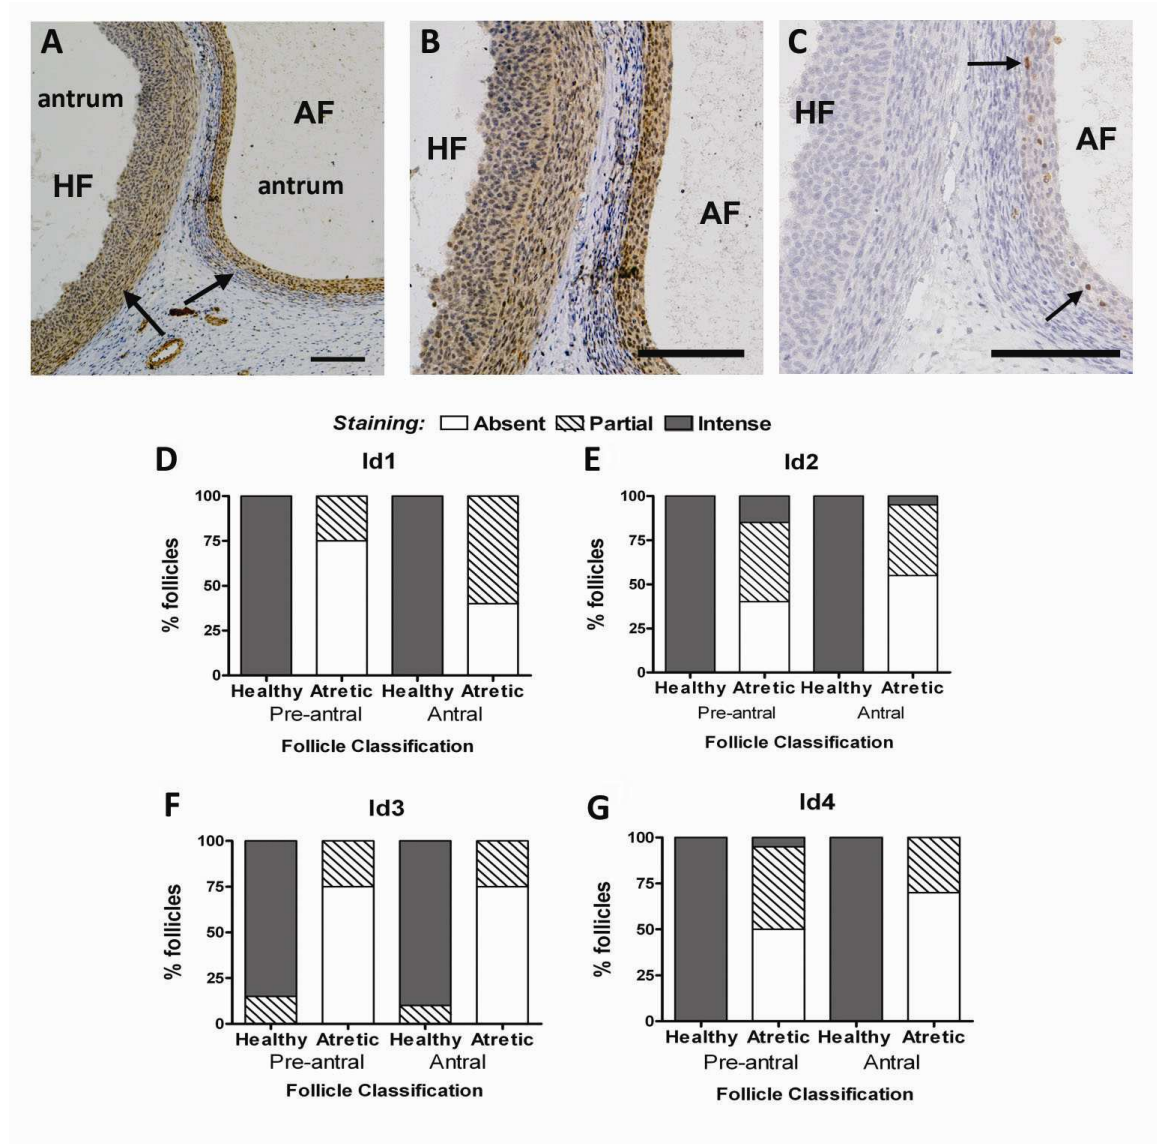 A
antrum
HF
AF
antrum
B
HF
AF
C
HF
AF
Staining: Absent Partial Intense
D
Id1
100
75
50
25
0
% follicles
Healthy Atretic Healthy Atretic
Pre-antral Antral
Follicle Classification
E
Id2
100
75
50
25
0
% follicles
Healthy Atretic Healthy Atretic
Pre-antral Antral
Follicle Classification
F
Id3
100
75
50
25
0
% follicles
Healthy Atretic Healthy Atretic
Pre-antral Antral
Follicle Classification
G
Id4
100
75
50
25
0
% follicles
Healthy Atretic Healthy Atretic
Pre-antral Antral
Follicle Classification